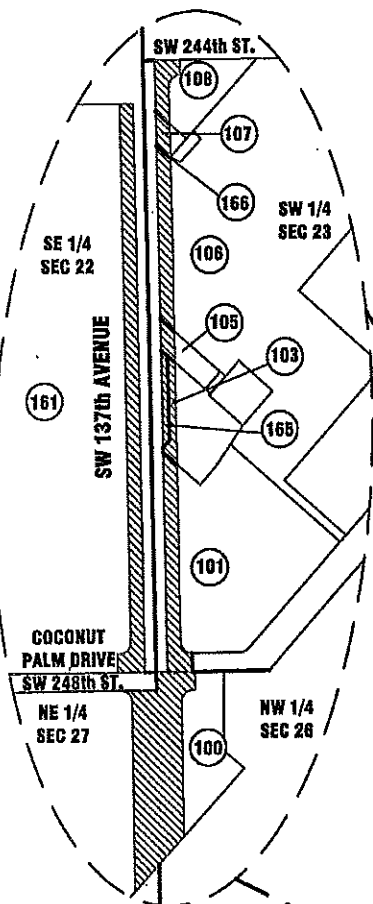 SW 244th ST.
108
107
166
SE 1/4
SEC 22
SW 1/4
SEC 23
106
105
103
161
SW 137th AVENUE
165
101
COCONUT
PALM DRIVE
SW 248th ST.
NE 1/4
SEC 27
100
NW 1/4
SEC 26